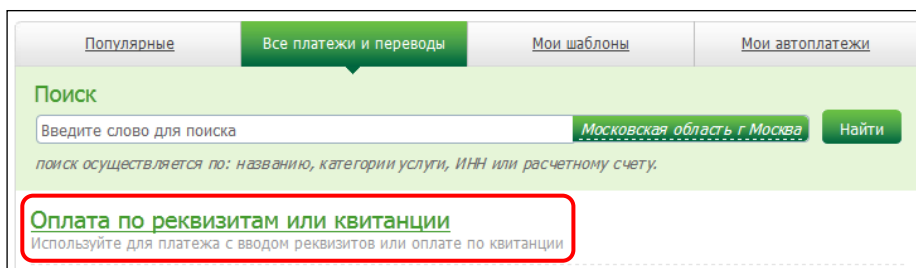 Популярные Все платежи и переводы Мои шаблоны Мои автоплатежи
Поиск
Введите слово для поиска Московская область г Москва Найти
поиск осуществляется по: названию, категории услуги, ИНН или расчетному счету.
Оплата по реквизитам или квитанции
Используйте для платежа с вводом реквизитов или оплате по квитанции